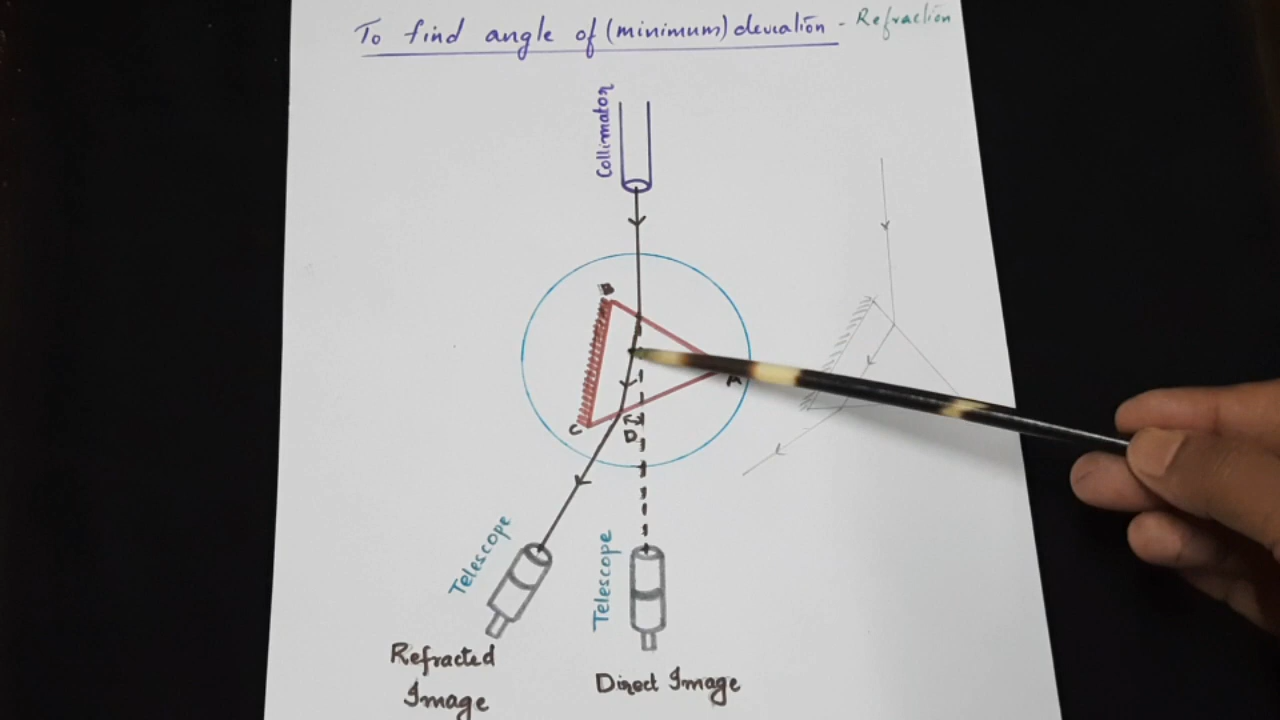 To find angle of (minimum) deviation - Refraction
Collimator
B
A
C
D
Telescope
Telescope
Refracted
Image
Direct Image